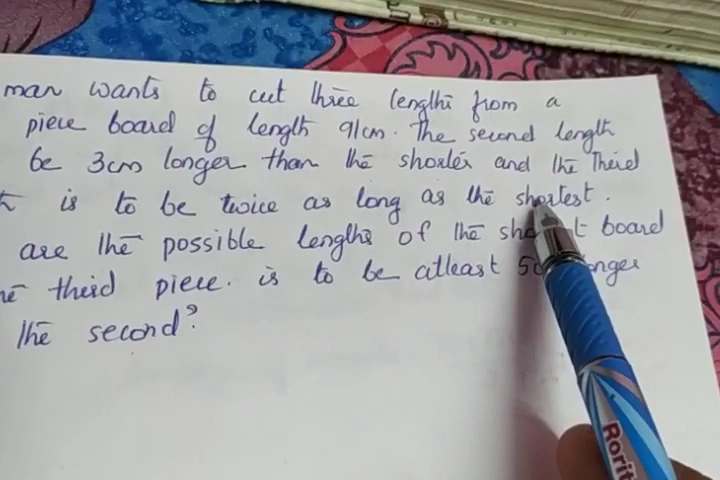 man wants to cut three lengths from a
piece board of length 91cm. The second length
be 3cm longer than the shorter and the Third
is to be twice as long as the shortest.
are the possible lengths of the board
third piece. is to be atleast
the second?
Rorit